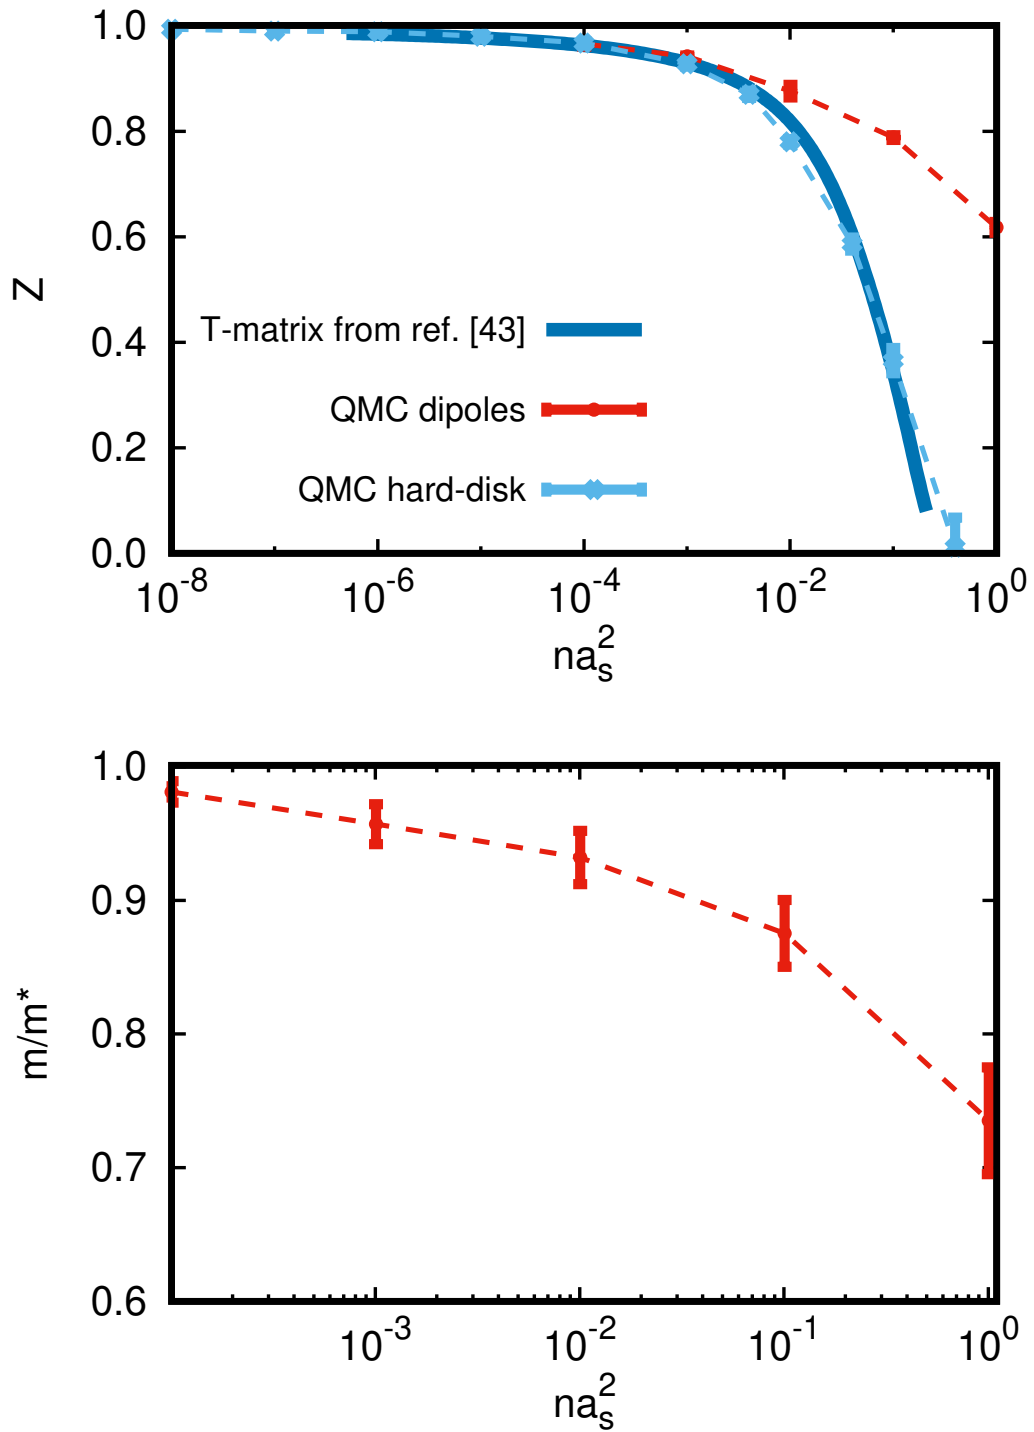 1.0
0.8
0.6
0.4
0.2
0.0
Z
T-matrix from ref. [43]
QMC dipoles
QMC hard-disk
10⁻⁸ 10⁻⁶ 10⁻⁴ 10⁻² 10⁰
naₛ²
1.0
0.9
0.8
0.7
0.6
m/m*
10⁻³ 10⁻² 10⁻¹ 10⁰
naₛ²